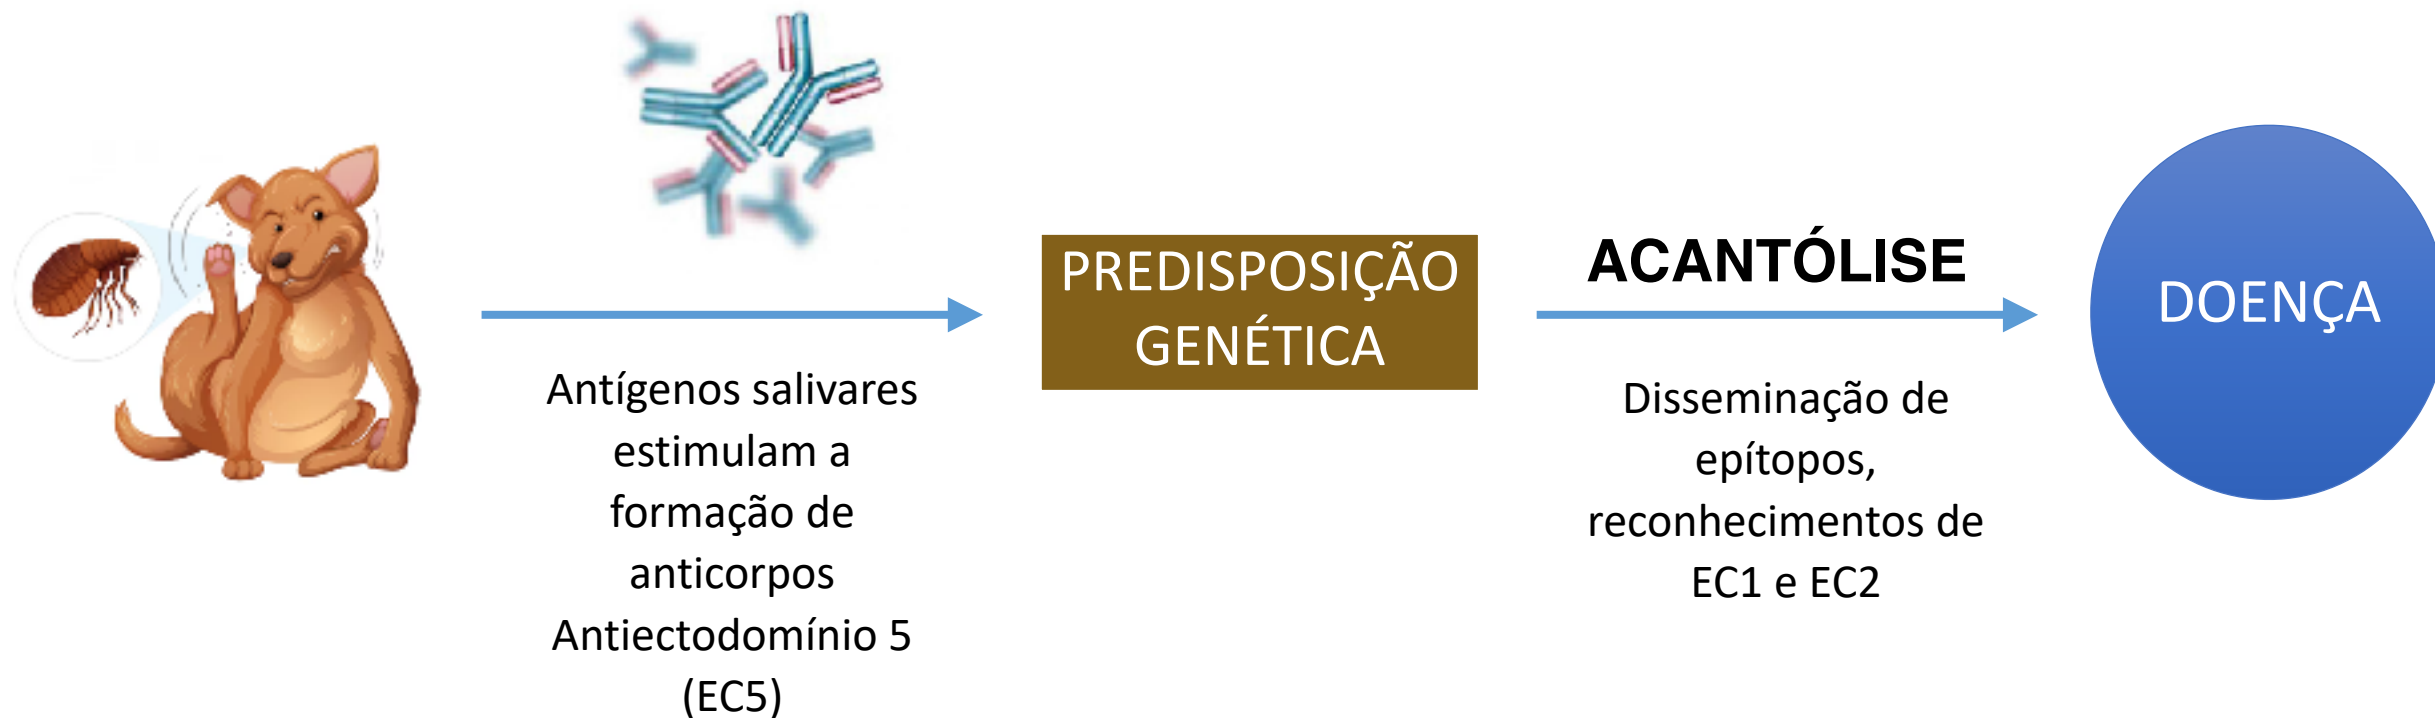 Antígenos salivares
estimulam a
formação de
anticorpos
Antiectodomínio 5
(EC5)
PREDISPOSIÇÃO
GENÉTICA
ACANTÓLISE
Disseminação de
epítopos,
reconhecimentos de
EC1 e EC2
DOENÇA